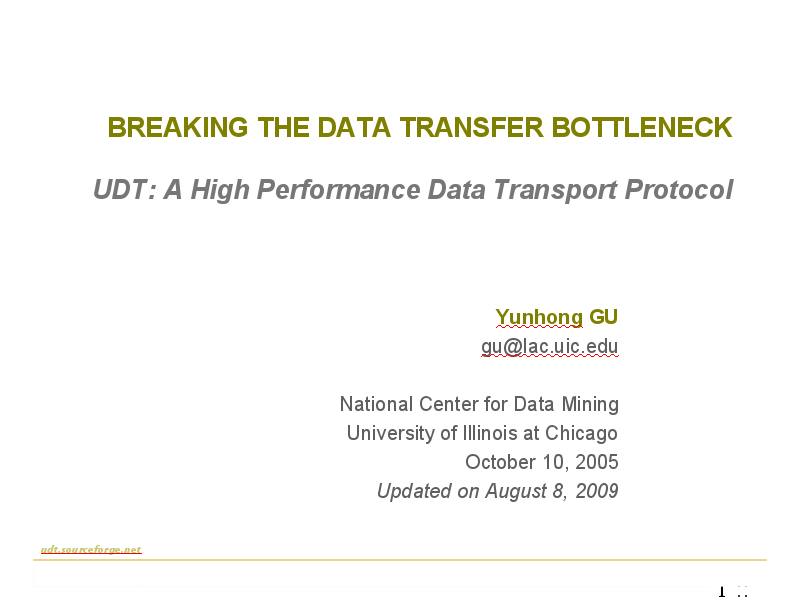 BREAKING THE DATA TRANSFER BOTTLENECK
UDT: A High Performance Data Transport Protocol
Yunhong GU
gu@lac.uic.edu
National Center for Data Mining
University of Illinois at Chicago
October 10, 2005
Updated on August 8, 2009
udt.sourceforge.net